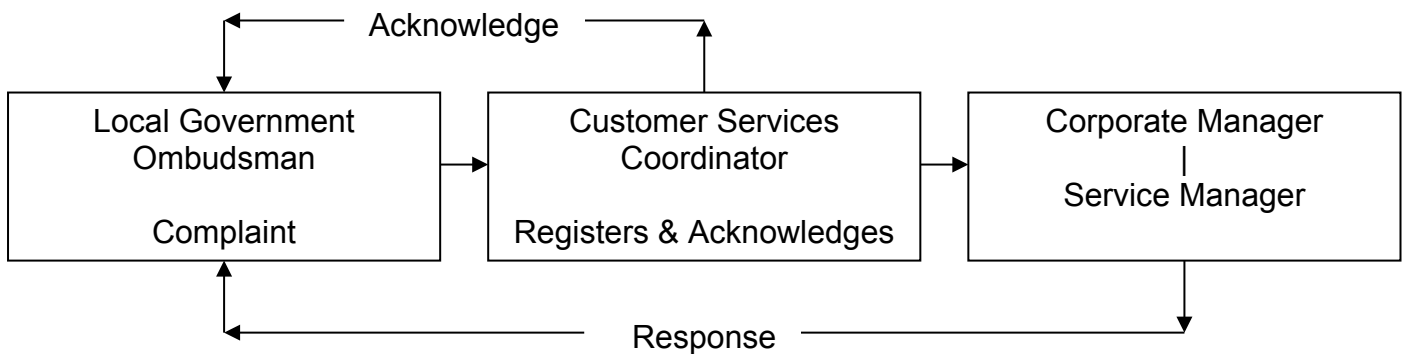 Acknowledge
Local Government
Ombudsman
Complaint
Customer Services
Coordinator
Registers & Acknowledges
Corporate Manager
|
Service Manager
Response